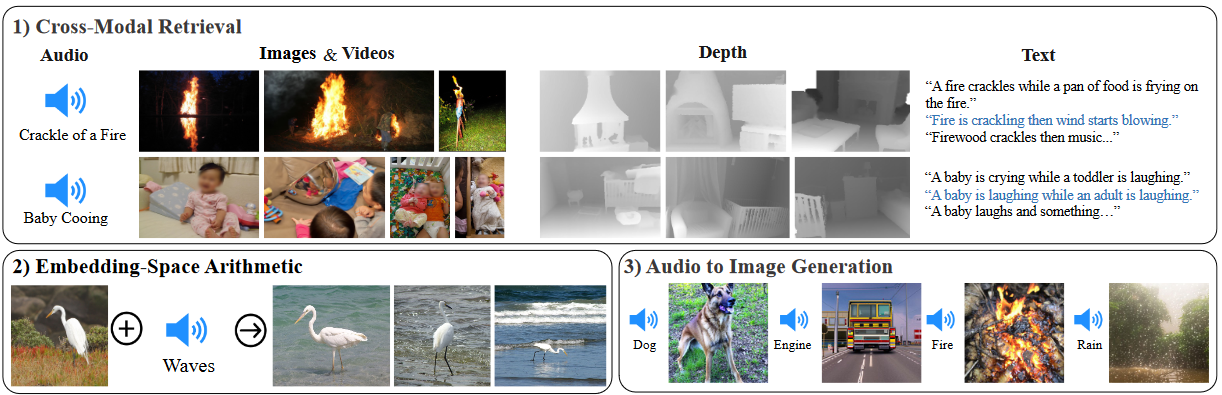 1) Cross-Modal Retrieval
Audio
Images & Videos
Depth
Text
Crackle of a Fire
“A fire crackles while a pan of food is frying on
the fire.”
“Fire is crackling then wind starts blowing.”
“Firewood crackles then music...”
Baby Cooing
“A baby is crying while a toddler is laughing.”
“A baby is laughing while an adult is laughing.”
“A baby laughs and something…”
2) Embedding-Space Arithmetic
Waves
3) Audio to Image Generation
Dog
Engine
Fire
Rain